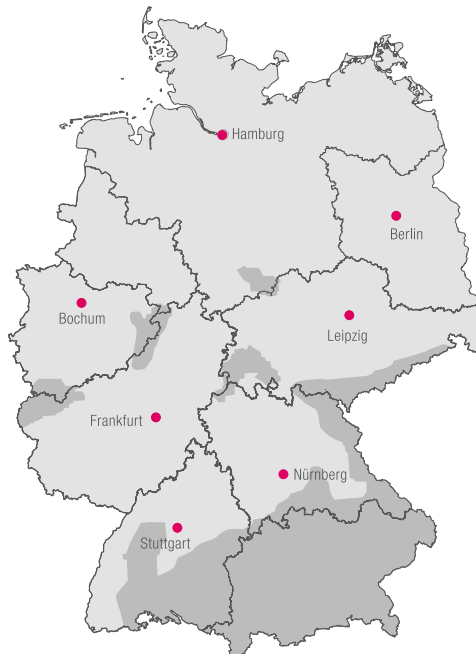 Hamburg
Berlin
Bochum
Leipzig
Frankfurt
Nürnberg
Stuttgart